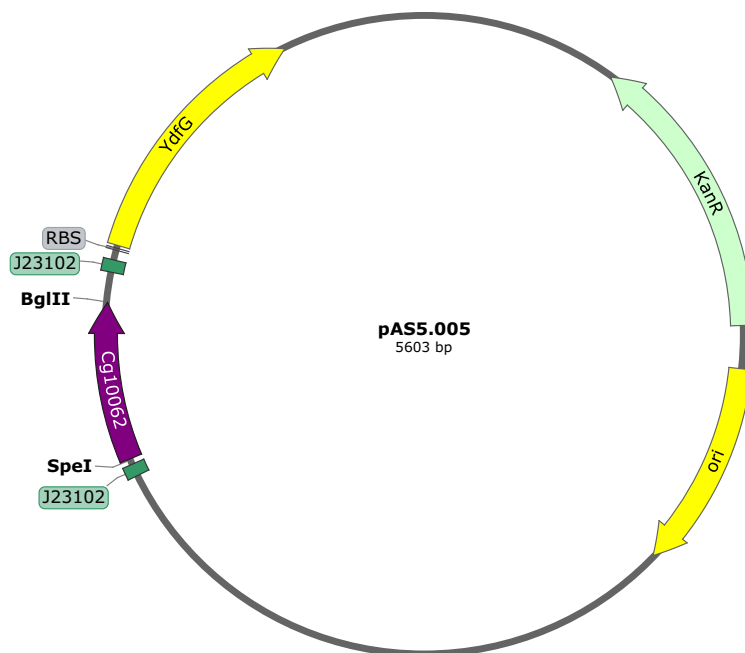 YdfG
KanR
RBS
J23102
BglII
pAS5.005
5603 bp
Cg10062
SpeI
ori
J23102